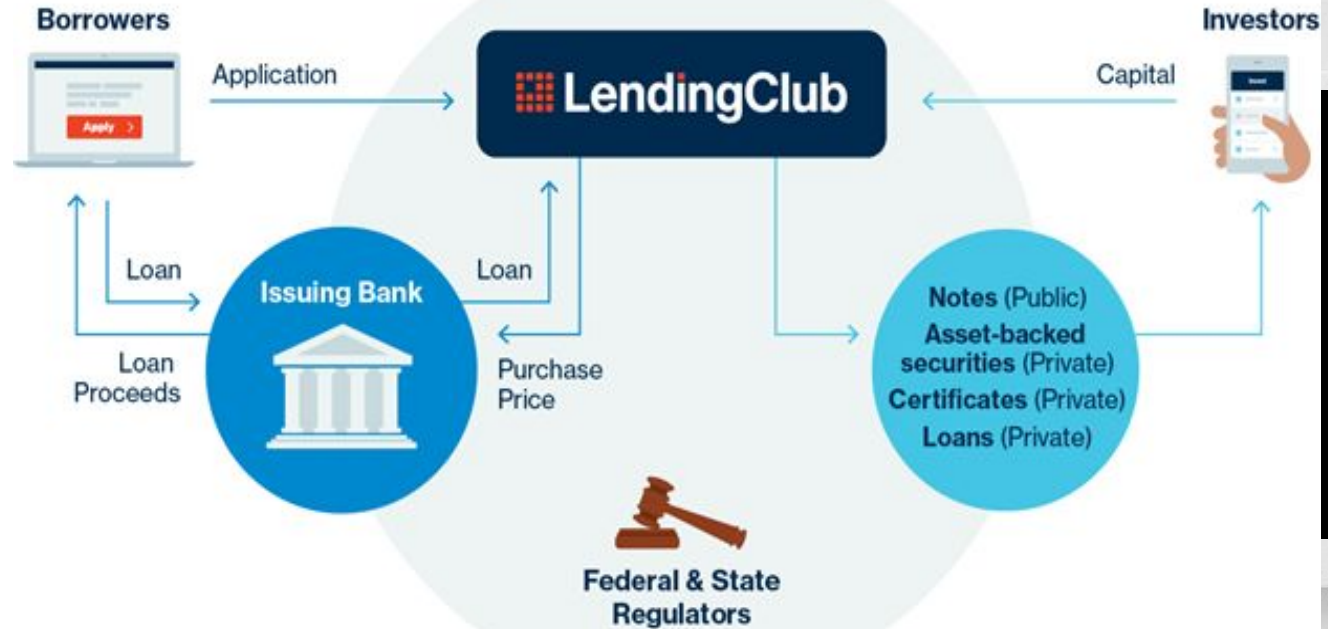 Borrowers
Investors
Application
LendingClub
Capital
Apply
Loan
Issuing Bank
Loan
Loan
Proceeds
Purchase
Price
Notes (Public)
Asset-backed
securities (Private)
Certificates (Private)
Loans (Private)
Federal & State
Regulators